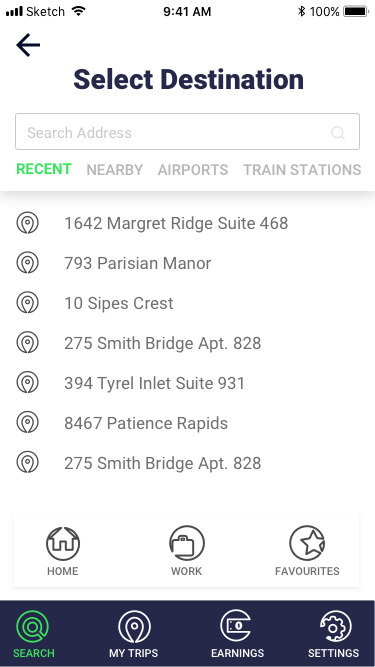 Sketch 9:41 AM 100%
Select Destination
Search Address
RECENT NEARBY AIRPORTS TRAIN STATIONS
1642 Margret Ridge Suite 468
793 Parisian Manor
10 Sipes Crest
275 Smith Bridge Apt. 828
394 Tyrel Inlet Suite 931
8467 Patience Rapids
275 Smith Bridge Apt. 828
HOME WORK FAVOURITES
SEARCH MY TRIPS EARNINGS SETTINGS